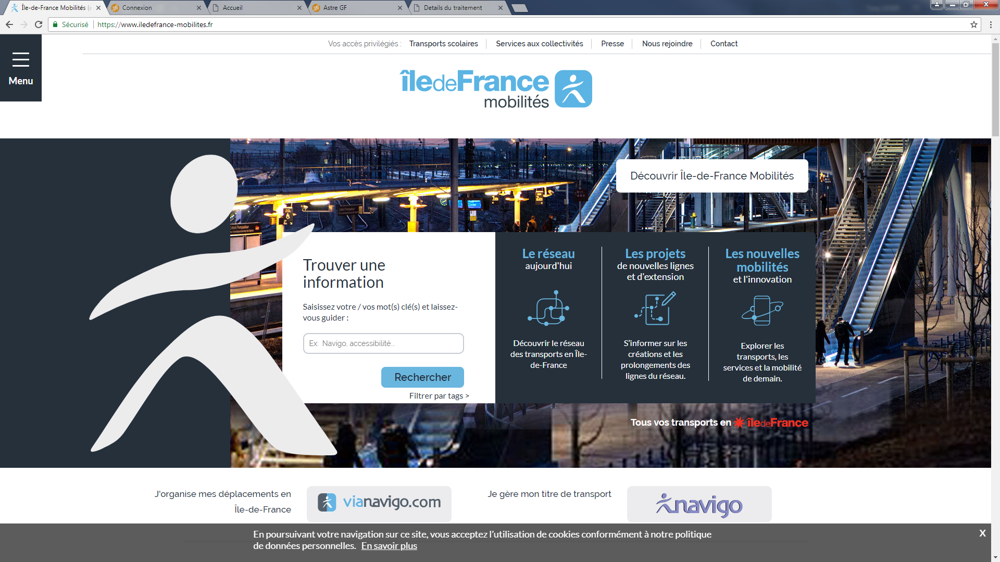 Île-de-France Mobilités (e
Connexion
Accueil
Astre GF
Details du traitement
Sécurisé
https://www.iledefrance-mobilites.fr
Vos accès privilégiés :
Transports scolaires
Services aux collectivités
Presse
Nous rejoindre
Contact
Menu
îledeFrance
mobilités
Découvrir Île-de-France Mobilités
Trouver une
information
Saisissez votre / vos mot(s) clé(s) et laissez-
vous guider :
Ex: Navigo, accessibilité...
Rechercher
Filtrer par tags >
Le réseau
aujourd'hui
Découvrir le réseau
des transports en Île-
de-France
Les projets
de nouvelles lignes
et d'extension
S’informer sur les
créations et les
prolongements des
lignes du réseau.
Les nouvelles
mobilités
et l'innovation
Explorer les
transports, les
services et la mobilité
de demain.
Tous vos transports en îledeFrance
J'organise mes déplacements en
Île-de-France
vianavigo.com
Je gère mon titre de transport
navigo
En poursuivant votre navigation sur ce site, vous acceptez l’utilisation de cookies conformément à notre politique
de données personnelles. En savoir plus
X